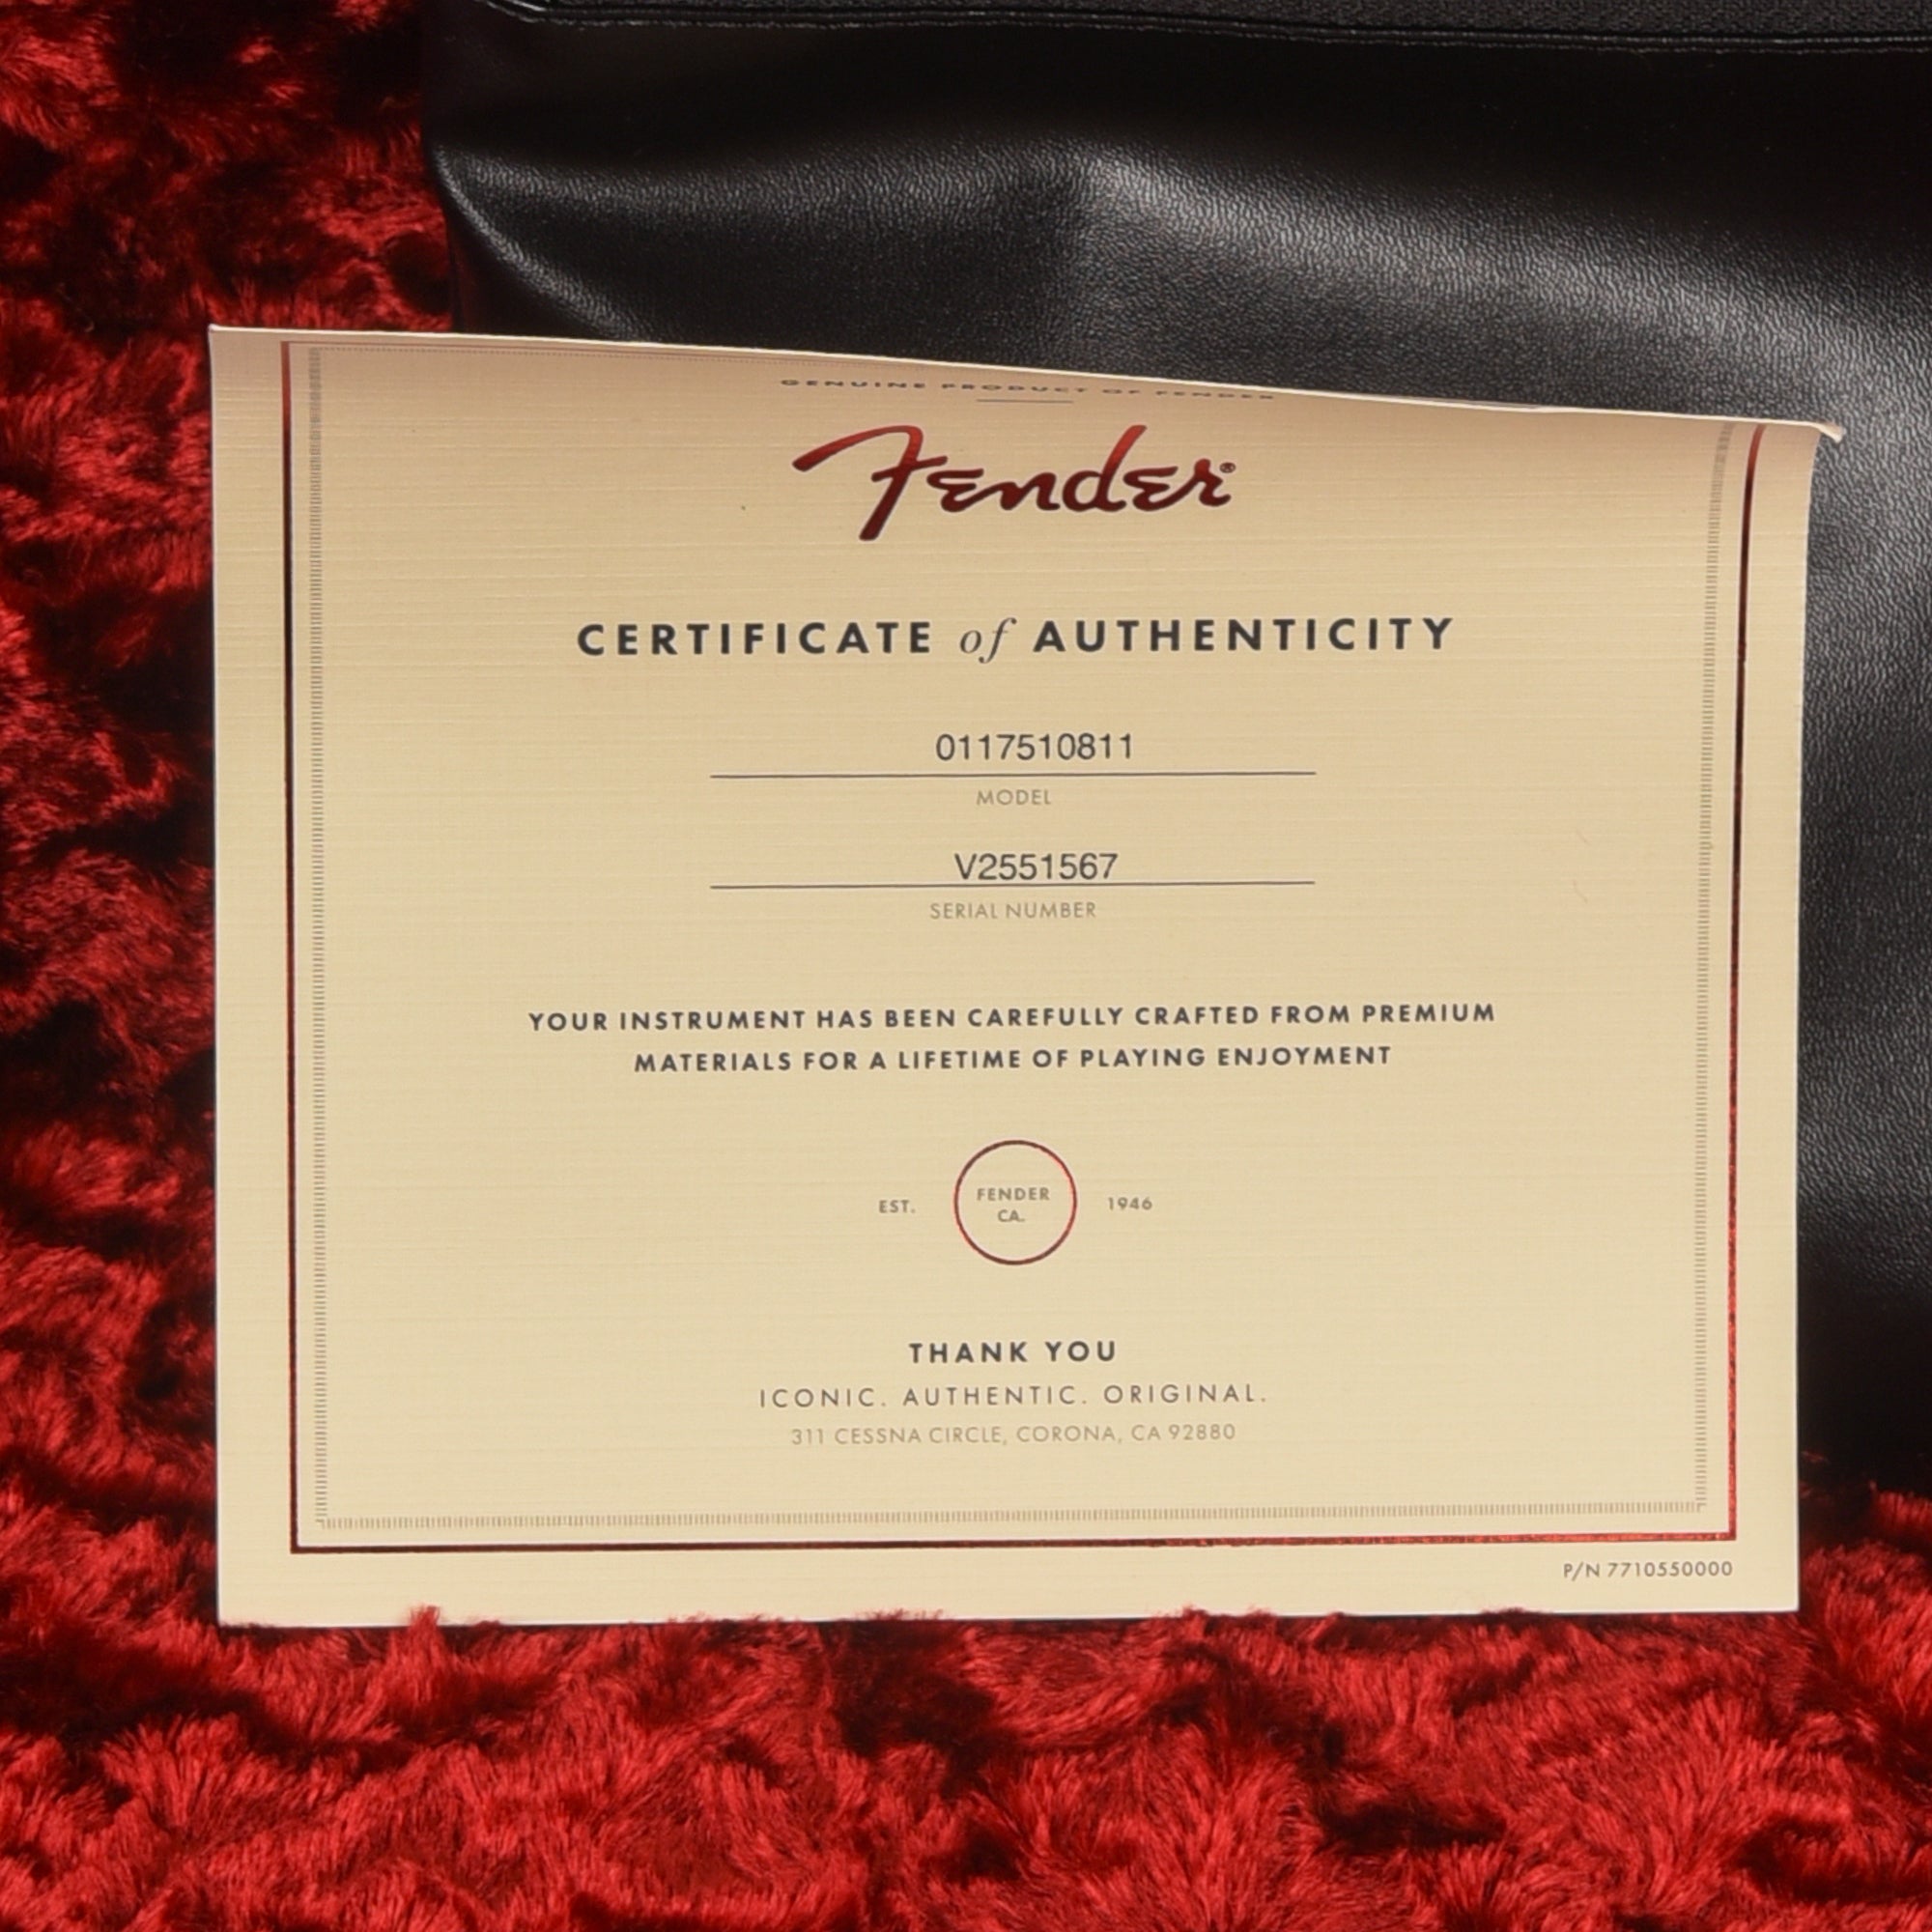 GENUINE PRODUCT OF FENDER
Fender®
CERTIFICATE of AUTHENTICITY
0117510811
MODEL
V2551567
SERIAL NUMBER
YOUR INSTRUMENT HAS BEEN CAREFULLY CRAFTED FROM PREMIUM
MATERIALS FOR A LIFETIME OF PLAYING ENJOYMENT
EST. FENDER CA. 1946
THANK YOU
ICONIC. AUTHENTIC. ORIGINAL.
311 CESSNA CIRCLE, CORONA, CA 92880
P/N 7710550000